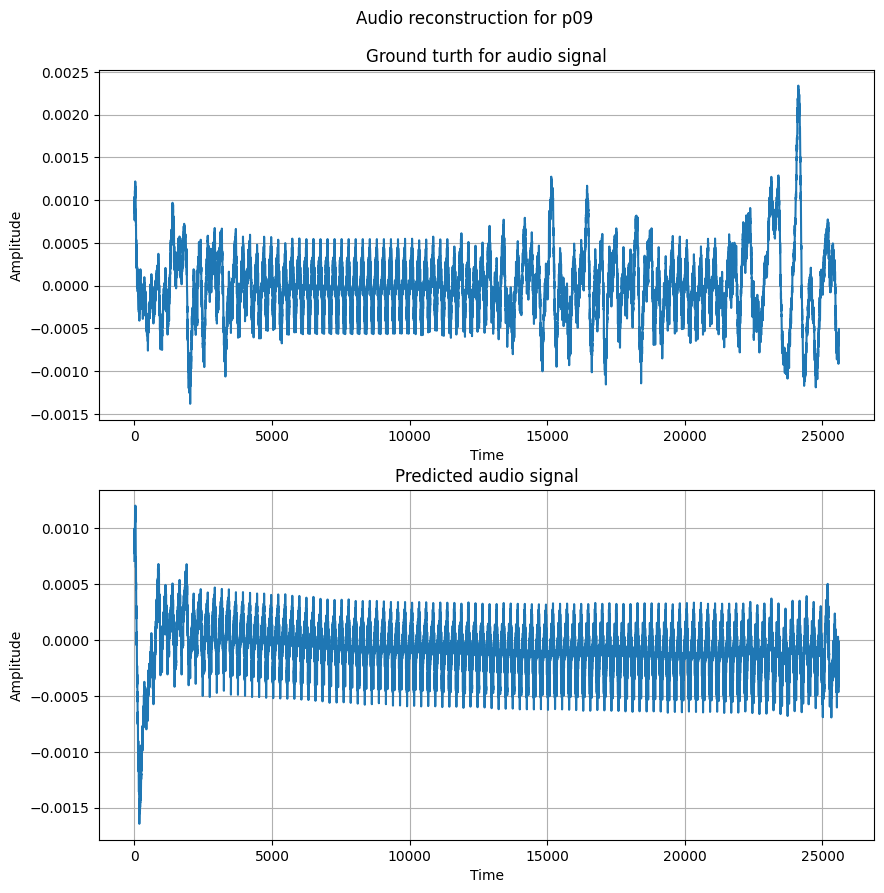 Audio reconstruction for p09
Ground turth for audio signal
0.0025
0.0020
0.0015
0.0010
0.0005
0.0000
−0.0005
−0.0010
−0.0015
Amplitude
0 5000 10000 15000 20000 25000
Time
Predicted audio signal
0.0010
0.0005
0.0000
−0.0005
−0.0010
−0.0015
Amplitude
0 5000 10000 15000 20000 25000
Time